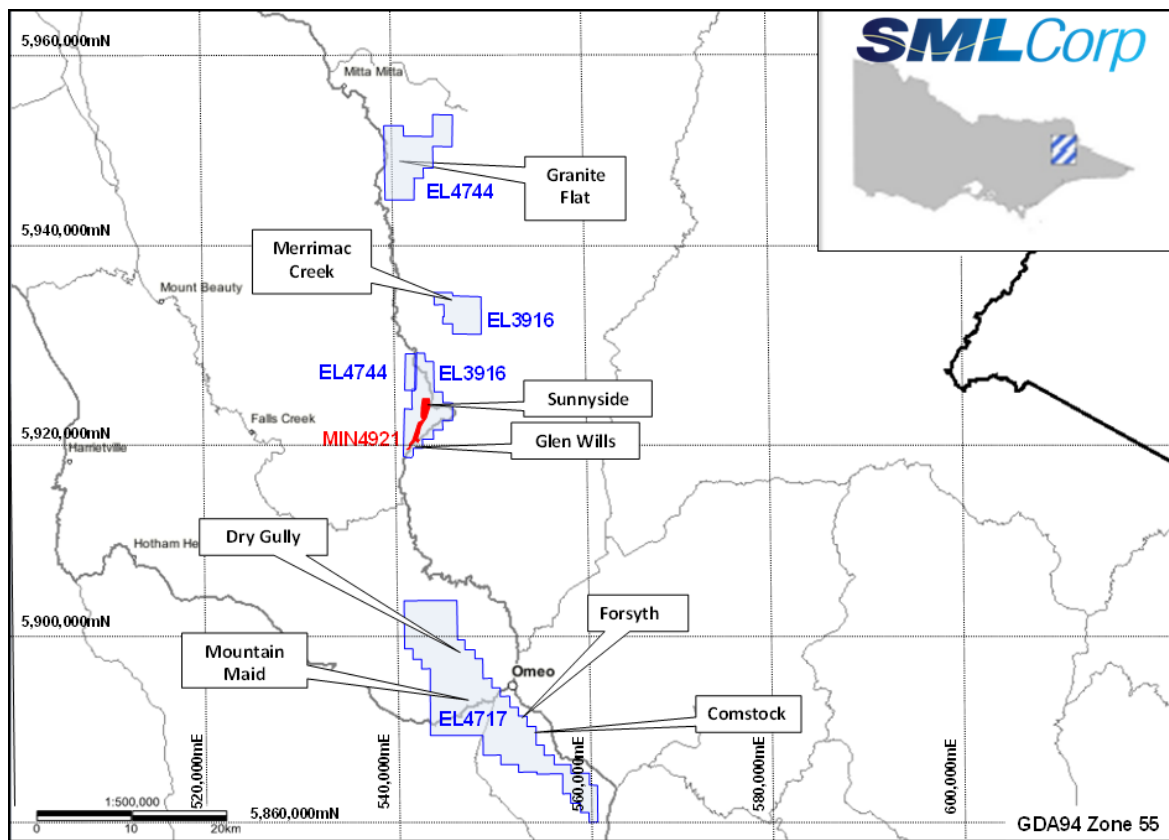 5,960,000mN
SMLCorp
Mitta Mitta
Granite
Flat
EL4744
5,940,000mN
Merrimac
Creek
Mount Beauty
EL3916
EL4744
EL3916
Sunnyside
Falls Creek
MIN4921
Glen Wills
5,920,000mN
Harrietville
Dry Gully
Hotham He
Forsyth
5,900,000mN
Mountain
Maid
Omeo
EL4717
Comstock
520,000mE
540,000mE
560,000mE
580,000mE
600,000mE
1:500,000
0 10 20km
5,860,000mN
GDA94 Zone 55